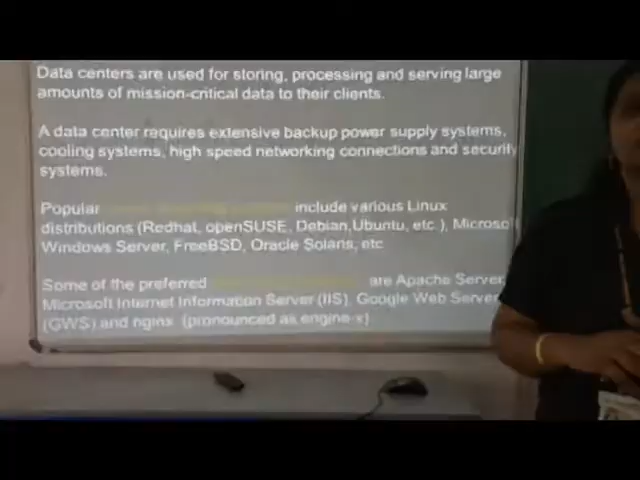 Data centers are used for storing, processing and serving large
amounts of mission-critical data to their clients.
A data center requires extensive backup power supply systems,
cooling systems, high speed networking connections and security
systems.
Popular include various Linux
distributions (Redhat, openSUSE, Debian,Ubuntu, etc.), Microsoft
Windows Server, FreeBSD, Oracle Solaris, etc
Some of the preferred are Apache Server,
Microsoft Internet Information Server (IIS), Google Web Server
(GWS) and nginx (pronounced as engine-x)